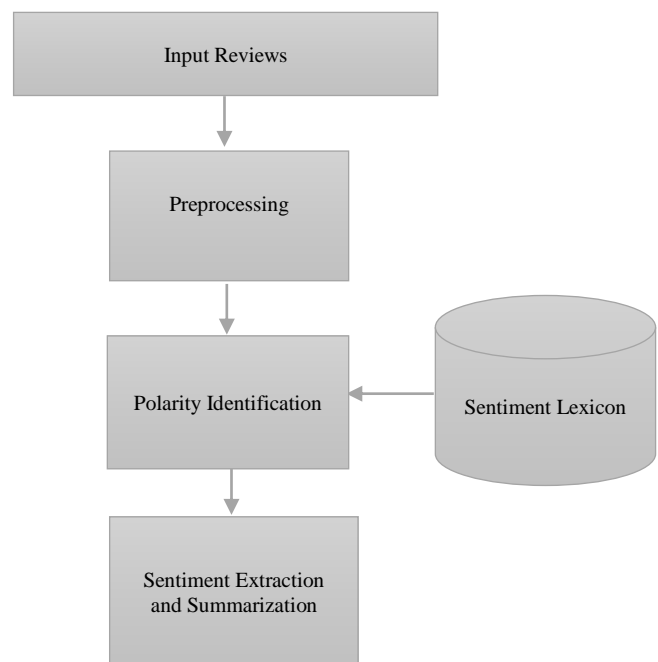 Input Reviews
Preprocessing
Polarity Identification
Sentiment Lexicon
Sentiment Extraction
and Summarization